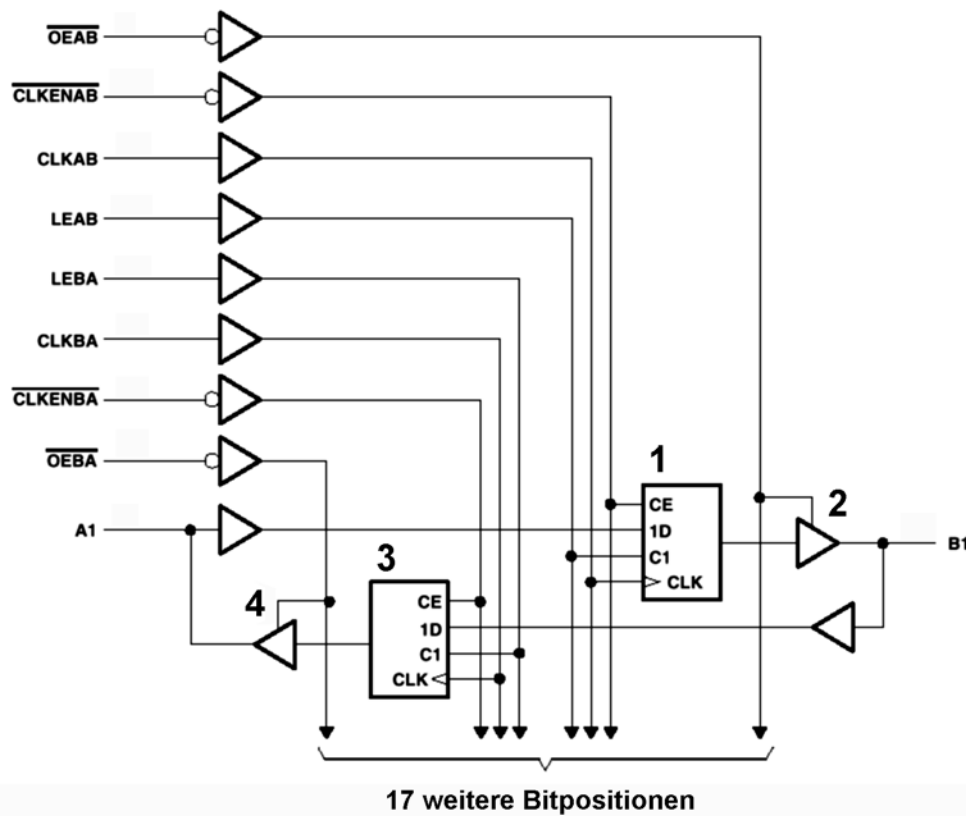 OEAB
CLKENAB
CLKAB
LEAB
LEBA
CLKBA
CLKENBA
OEBA
A1
1
CE
1D
C1
CLK
2
B1
3
CE
1D
C1
CLK
4
17 weitere Bitpositionen